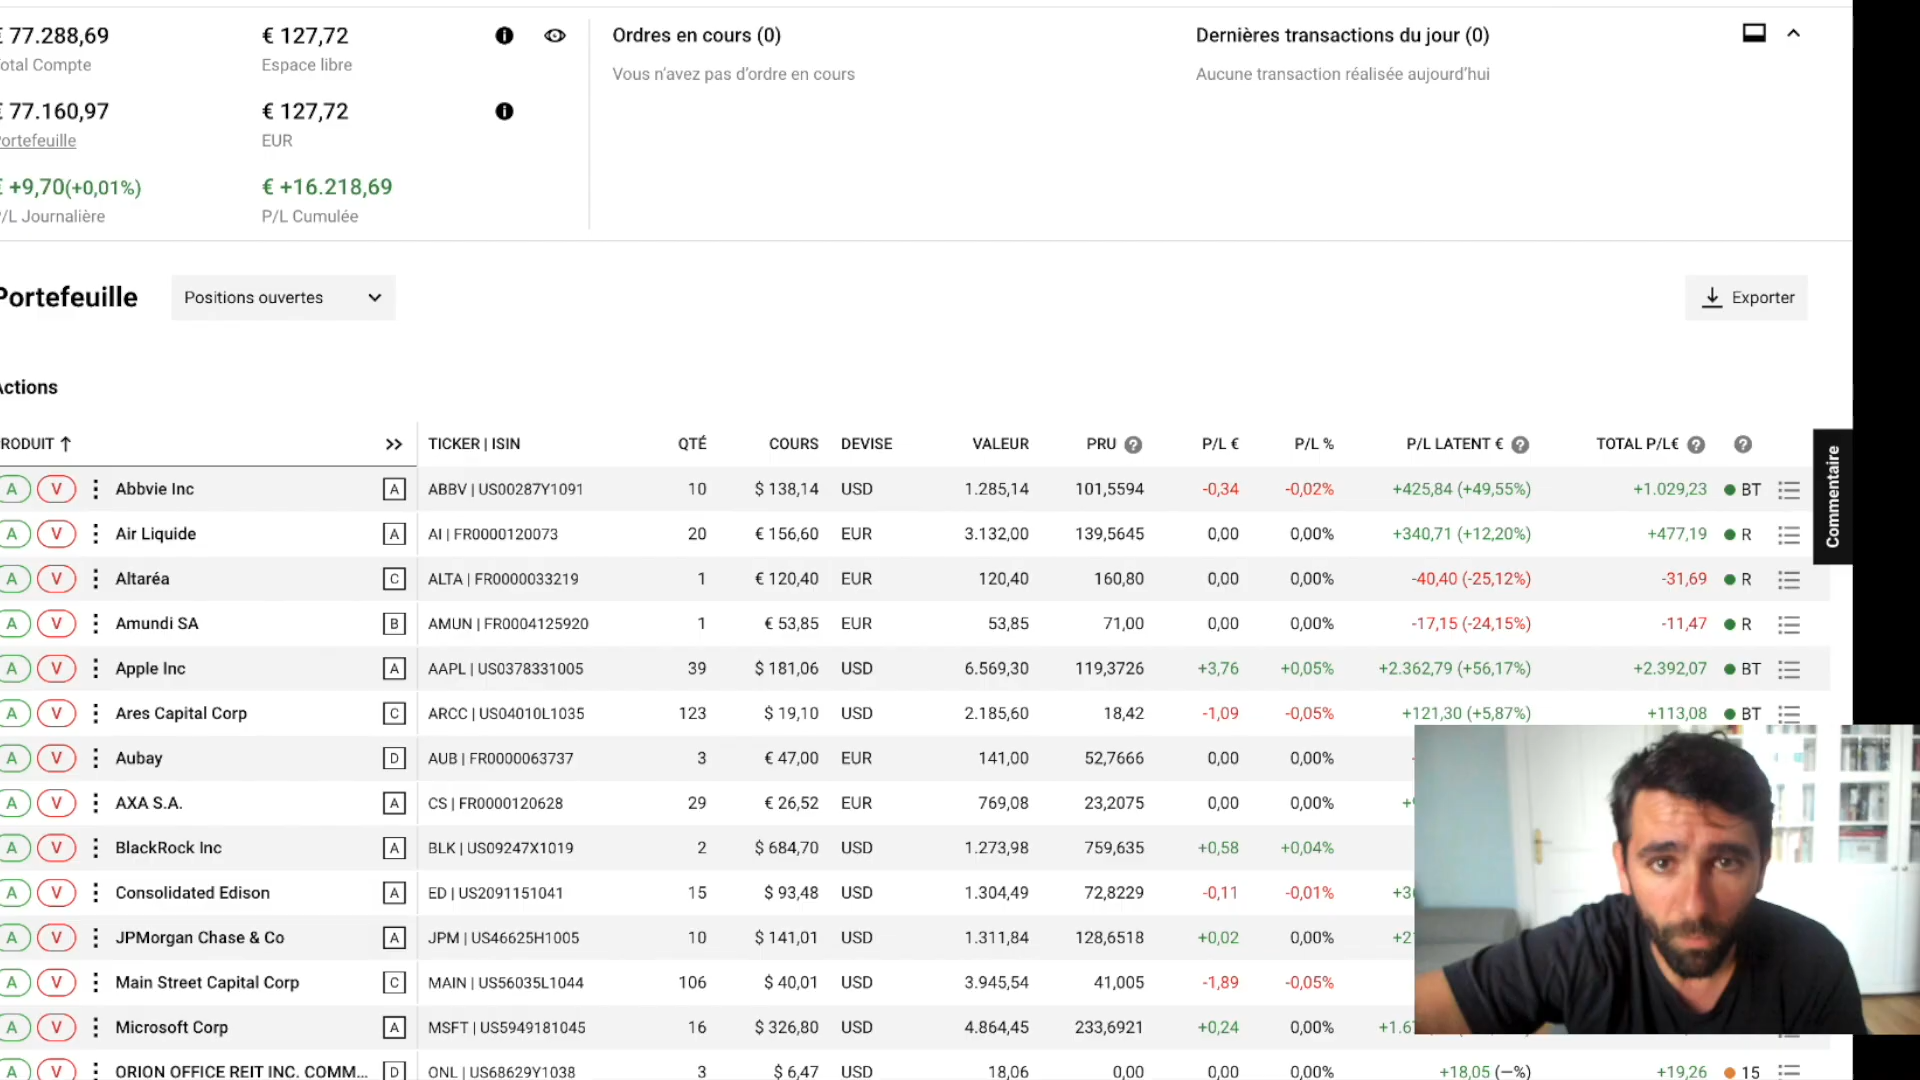 € 77.288,69 € 127,72 Ordres en cours (0) Dernières transactions du jour (0)
otal Compte Espace libre Vous n'avez pas d'ordre en cours Aucune transaction réalisée aujourd'hui
€ 77.160,97 € 127,72
ortefeuille EUR
€ +9,70(+0,01%) € +16.218,69
/L Journalière P/L Cumulée
Portefeuille Positions ouvertes Exporter
Actions
RODUIT ↑ >> TICKER | ISIN QTÉ COURS DEVISE VALEUR PRU ? P/L € P/L % P/L LATENT € ? TOTAL P/L€ ? ?
A V Abbvie Inc A ABBV | US00287Y1091 10 $ 138,14 USD 1.285,14 101,5594 -0,34 -0,02% +425,84 (+49,55%) +1.029,23 BT
A V Air Liquide A AI | FR0000120073 20 € 156,60 EUR 3.132,00 139,5645 0,00 0,00% +340,71 (+12,20%) +477,19 R
A V Altaréa C ALTA | FR0000033219 1 € 120,40 EUR 120,40 160,80 0,00 0,00% -40,40 (-25,12%) -31,69 R
A V Amundi SA B AMUN | FR0004125920 1 € 53,85 EUR 53,85 71,00 0,00 0,00% -17,15 (-24,15%) -11,47 R
A V Apple Inc A AAPL | US0378331005 39 $ 181,06 USD 6.569,30 119,3726 +3,76 +0,05% +2.362,79 (+56,17%) +2.392,07 BT
A V Ares Capital Corp C ARCC | US04010L1035 123 $ 19,10 USD 2.185,60 18,42 -1,09 -0,05% +121,30 (+5,87%) +113,08 BT
A V Aubay D AUB | FR0000063737 3 € 47,00 EUR 141,00 52,7666 0,00 0,00% -
A V AXA S.A. A CS | FR0000120628 29 € 26,52 EUR 769,08 23,2075 0,00 0,00%
A V BlackRock Inc A BLK | US09247X1019 2 $ 684,70 USD 1.273,98 759,635 +0,58 +0,04%
A V Consolidated Edison A ED | US2091151041 15 $ 93,48 USD 1.304,49 72,8229 -0,11 -0,01%
A V JPMorgan Chase & Co A JPM | US46625H1005 10 $ 141,01 USD 1.311,84 128,6518 +0,02 0,00%
A V Main Street Capital Corp C MAIN | US56035L1044 106 $ 40,01 USD 3.945,54 41,005 -1,89 -0,05%
A V Microsoft Corp A MSFT | US5949181045 16 $ 326,80 USD 4.864,45 233,6921 +0,24 0,00%
A V ORION OFFICE REIT INC. COMM... D ONL | US68629Y1038 3 $ 6,47 USD 18,06 0,00 0,00 0,00% +18,05 (—%) +19,26 15
Commentaire